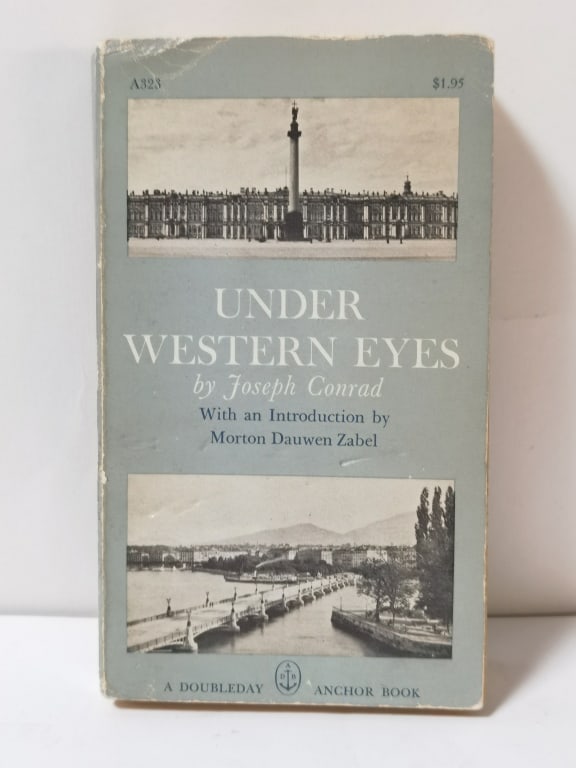 A323 $1.95
UNDER
WESTERN EYES
by Joseph Conrad
With an Introduction by
Morton Dauwen Zabel
A DOUBLEDAY A D B ANCHOR BOOK